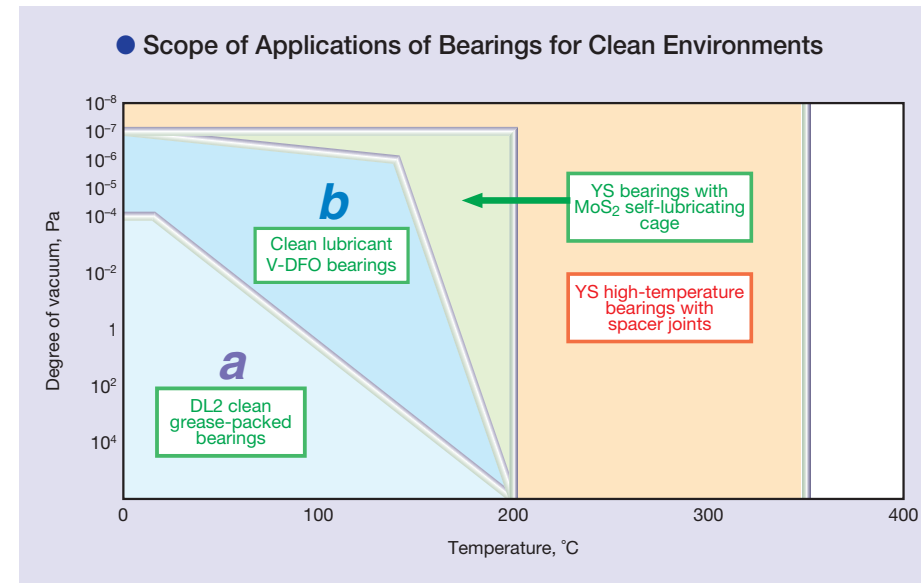 ● Scope of Applications of Bearings for Clean Environments
Degree of vacuum, Pa
10⁻⁸
10⁻⁷
10⁻⁶
10⁻⁵
10⁻⁴
10⁻²
1
10²
10⁴
b
Clean lubricant
V-DFO bearings
a
DL2 clean
grease-packed
bearings
YS bearings with
MoS₂ self-lubricating
cage
YS high-temperature
bearings with
spacer joints
0
100
200
300
400
Temperature, ˚C